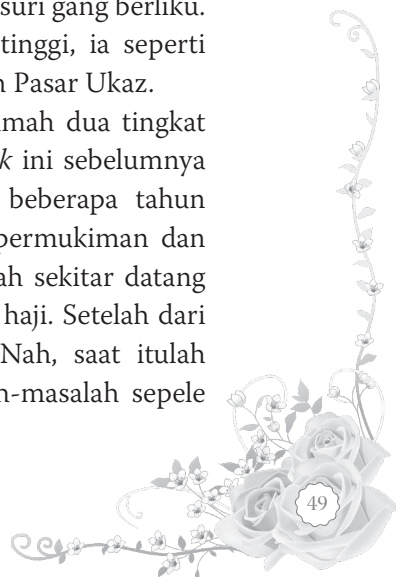 suri gang berliku.
tinggi, ia seperti
n Pasar Ukaz.
mah dua tingkat
k ini sebelumnya
beberapa tahun
permukiman dan
ah sekitar datang
haji. Setelah dari
Nah, saat itulah
n-masalah sepele
49